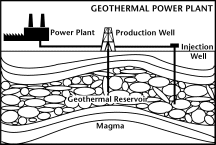 GEOTHERMAL POWER PLANT
Power Plant
Production Well
Injection
Well
Geothermal Reservoir
Magma